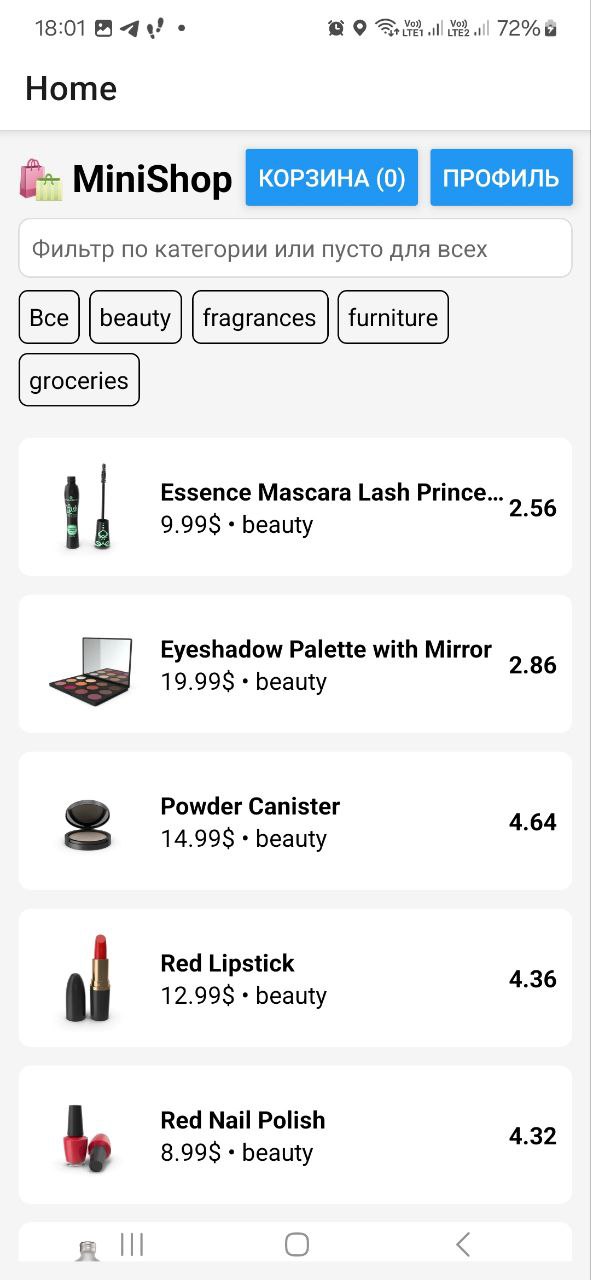 18:01 Vo)) LTE1 Vo)) LTE2 72%
Home
MiniShop КОРЗИНА (0) ПРОФИЛЬ
Фильтр по категории или пусто для всех
Все beauty fragrances furniture
groceries
Essence Mascara Lash Prince…
9.99$ • beauty
2.56
Eyeshadow Palette with Mirror
19.99$ • beauty
2.86
Powder Canister
14.99$ • beauty
4.64
Red Lipstick
12.99$ • beauty
4.36
Red Nail Polish
8.99$ • beauty
4.32